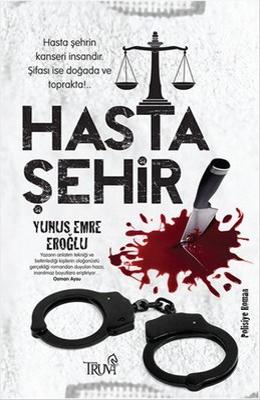 Hasta şehrin
kanseri insandır.
Şifası ise doğada ve
toprakta!..
HASTA
ŞEHİR
YUNUS EMRE
EROĞLU
Yazarın anlatım tekniği ve
betimlediği kişilerin olağanüstü
gerçekliği romandan duyulan hazzı,
inanılmaz boyutlara eriştiriyor...
Osman Aysu
Polisiye Roman
TRUVA